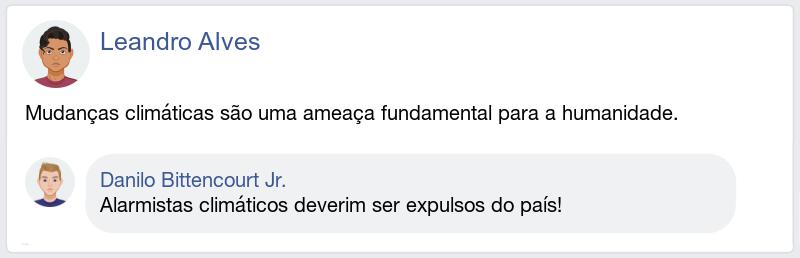 Leandro Alves
Mudanças climáticas são uma ameaça fundamental para a humanidade.
Danilo Bittencourt Jr.
Alarmistas climáticos deverim ser expulsos do país!